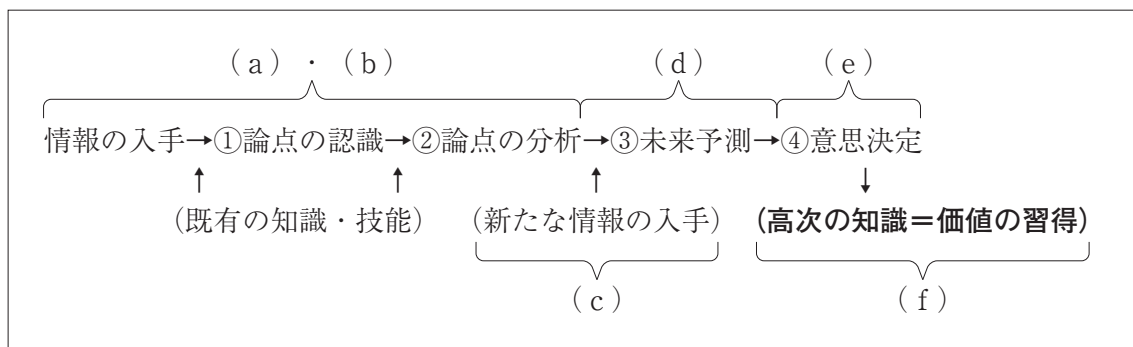 (a)・(b) (d) (e)
情報の入手→①論点の認識→②論点の分析→③未来予測→④意思決定
(既有の知識・技能) (新たな情報の入手) (高次の知識=価値の習得)
(c) (f)